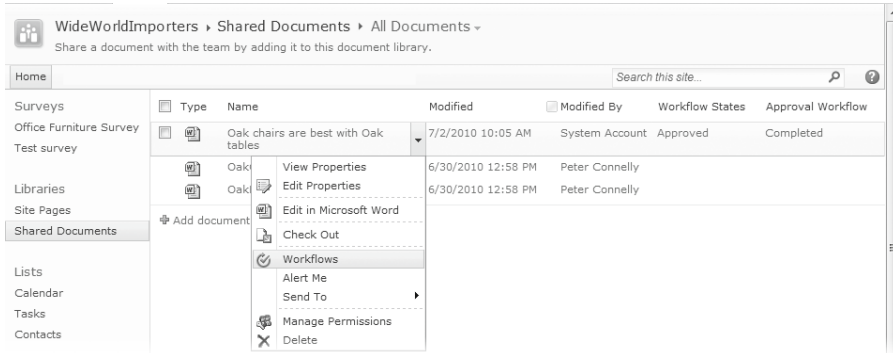 WideWorldImporters ▸ Shared Documents ▸ All Documents
Share a document with the team by adding it to this document library.
Home
Search this site...
Surveys
Office Furniture Survey
Test survey
Libraries
Site Pages
Shared Documents
Lists
Calendar
Tasks
Contacts
Type Name Modified Modified By Workflow States Approval Workflow
Oak chairs are best with Oak
tables
7/2/2010 10:05 AM System Account Approved Completed
6/30/2010 12:58 PM Peter Connelly
6/30/2010 12:58 PM Peter Connelly
Add document
View Properties
Edit Properties
Edit in Microsoft Word
Check Out
Workflows
Alert Me
Send To
Manage Permissions
Delete